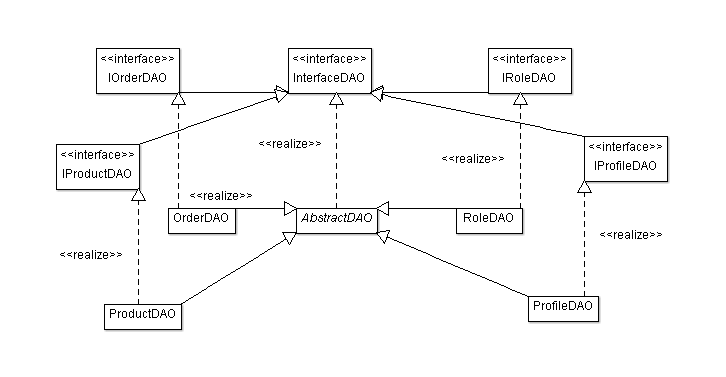 <<interface>>
IOrderDAO
<<interface>>
InterfaceDAO
<<interface>>
IRoleDAO
<<interface>>
IProductDAO
<<realize>>
<<realize>>
<<interface>>
IProfileDAO
<<realize>>
OrderDAO
AbstractDAO
RoleDAO
<<realize>>
<<realize>>
ProductDAO
ProfileDAO